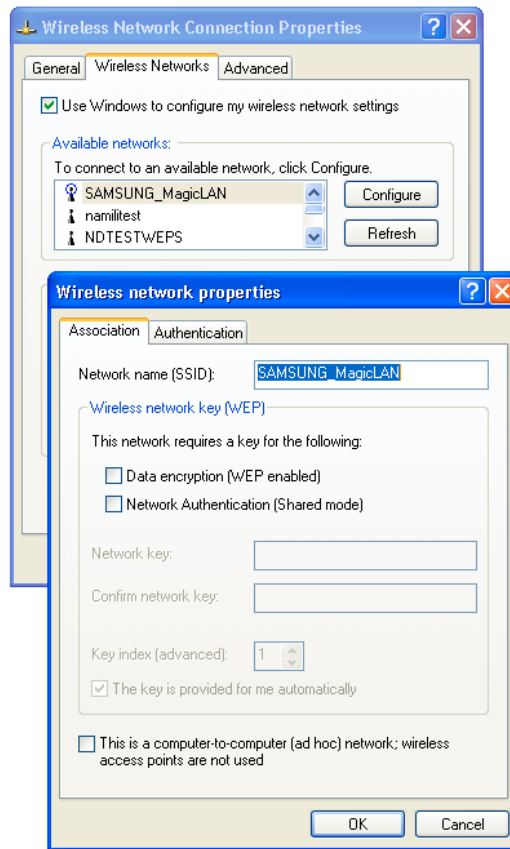 Wireless Network Connection Properties
General
Wireless Networks
Advanced
Use Windows to configure my wireless network settings
Available networks:
To connect to an available network, click Configure.
SAMSUNG_MagicLAN
namilitest
NDTESTWEPS
Configure
Refresh
Wireless network properties
Association
Authentication
Network name (SSID):
SAMSUNG_MagicLAN
Wireless network key (WEP)
This network requires a key for the following:
Data encryption (WEP enabled)
Network Authentication (Shared mode)
Network key:
Confirm network key:
Key index (advanced):
1
The key is provided for me automatically
This is a computer-to-computer (ad hoc) network; wireless
access points are not used
OK
Cancel